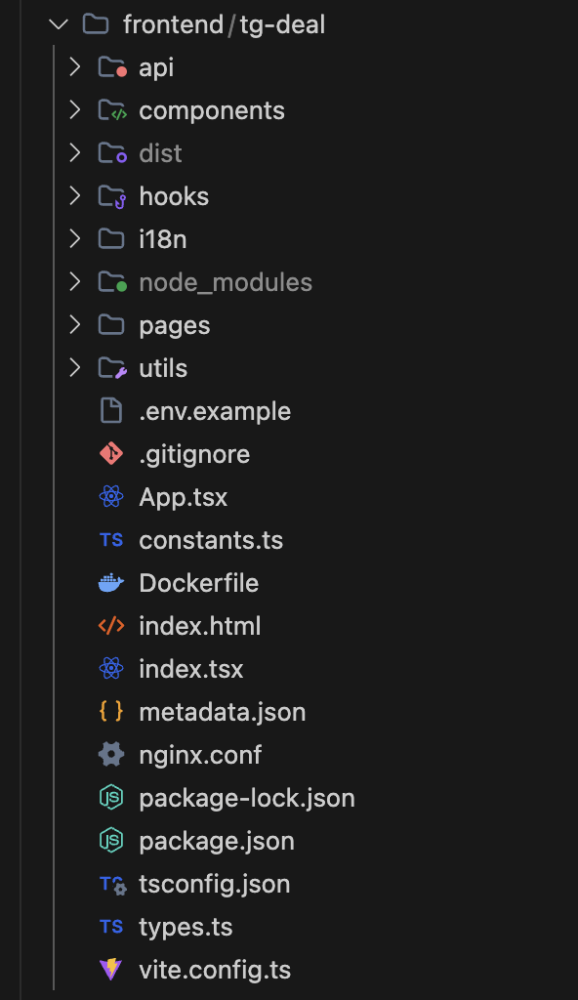 frontend/tg-deal
api
components
dist
hooks
i18n
node_modules
pages
utils
.env.example
.gitignore
App.tsx
TS constants.ts
Dockerfile
index.html
index.tsx
{} metadata.json
nginx.conf
JS package-lock.json
JS package.json
TS tsconfig.json
TS types.ts
vite.config.ts